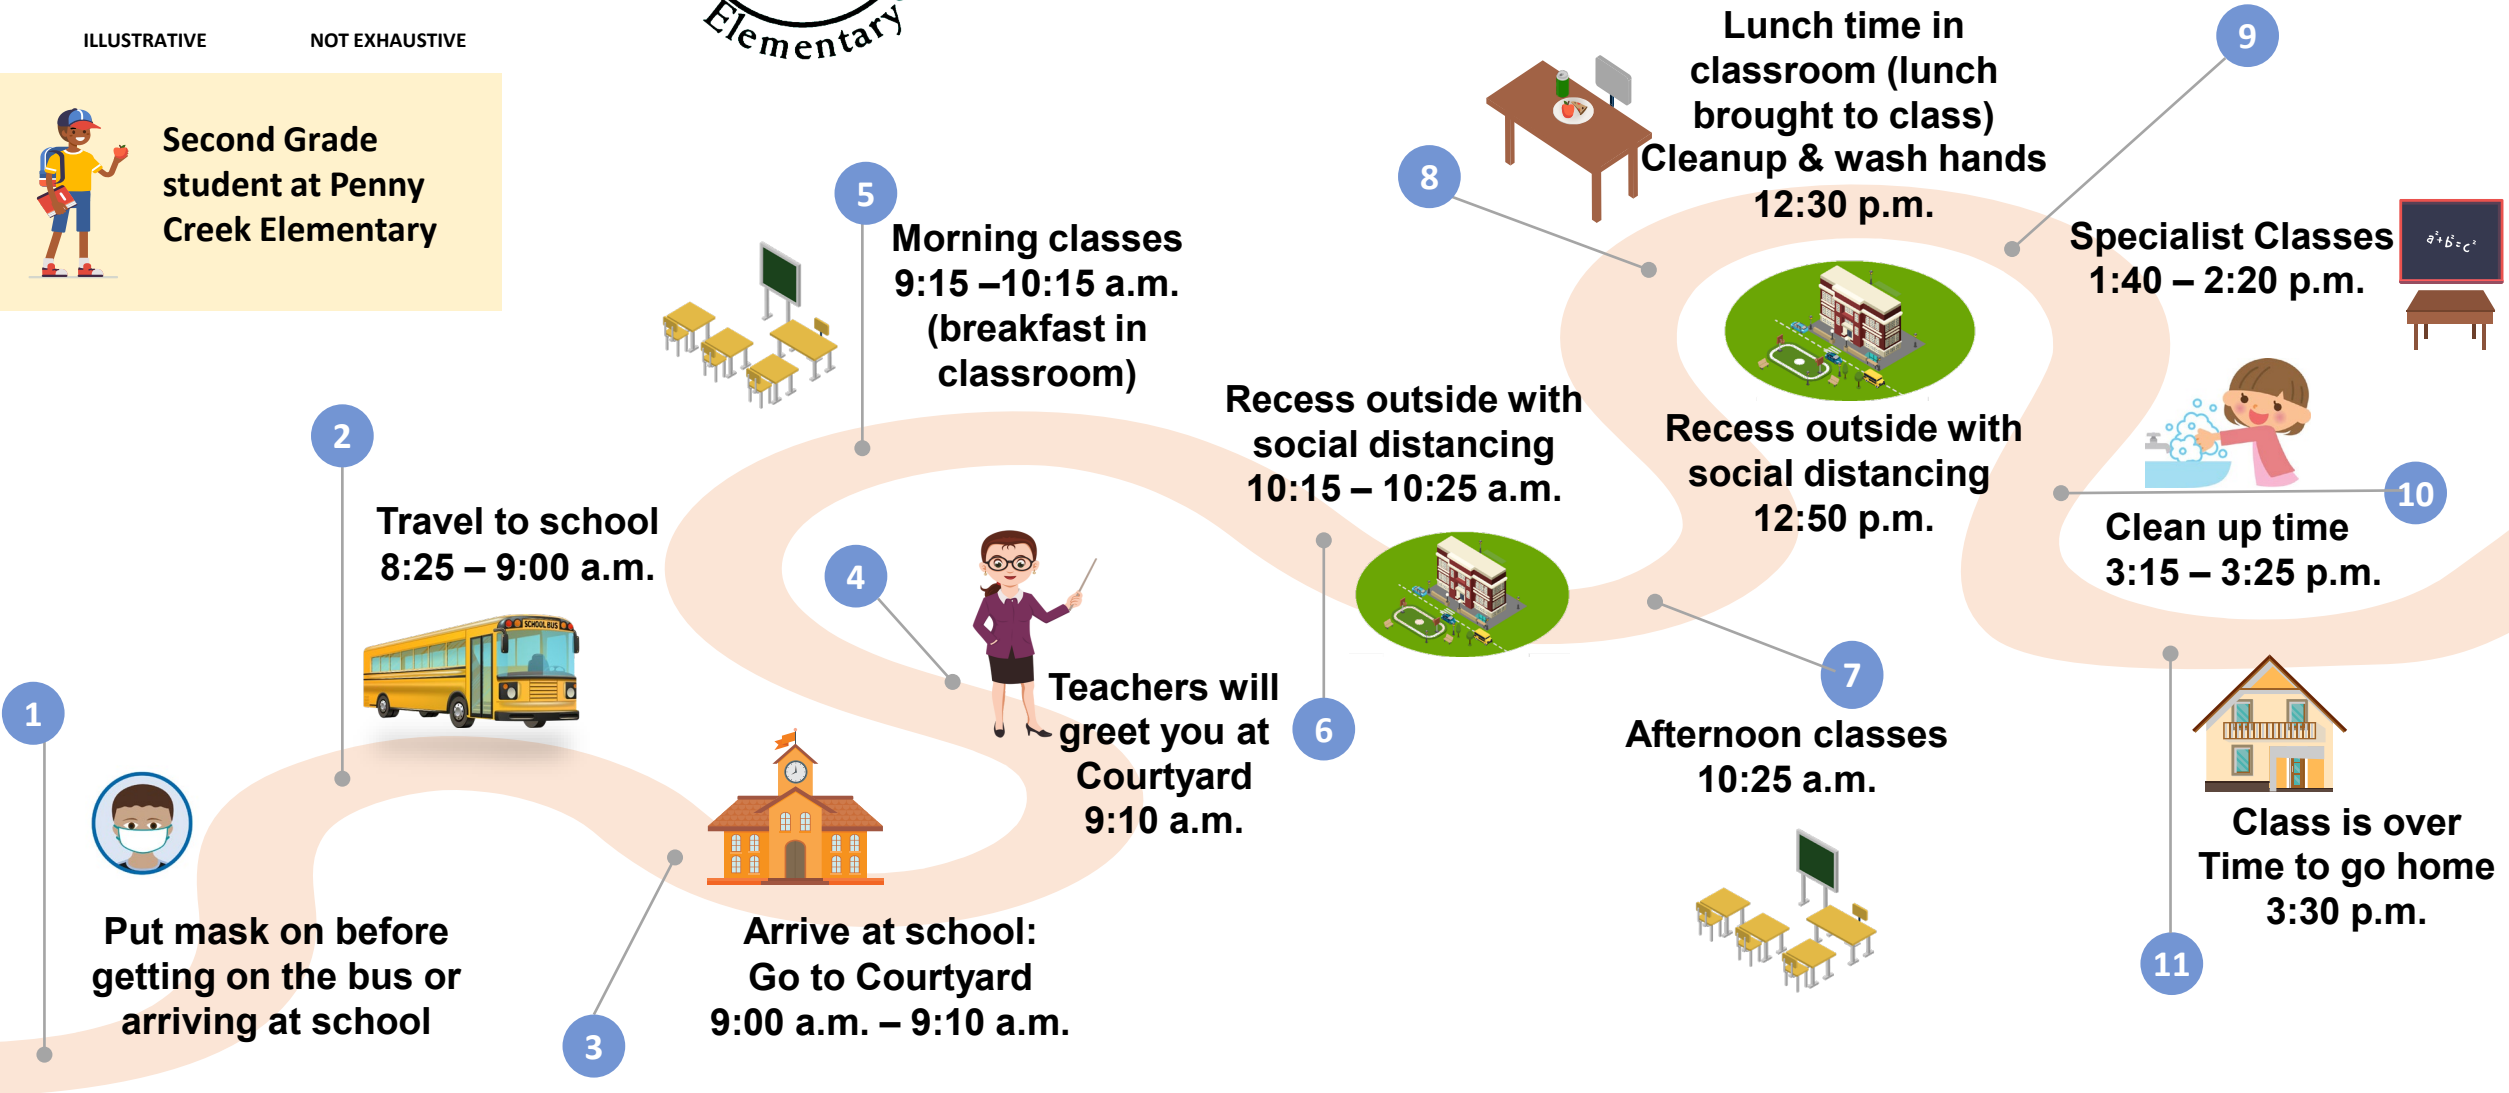 Elementary
ILLUSTRATIVE
NOT EXHAUSTIVE
Second Grade
student at Penny
Creek Elementary
1
Put mask on before
getting on the bus or
arriving at school
2
Travel to school
8:25 – 9:00 a.m.
SCHOOL BUS
3
Arrive at school:
Go to Courtyard
9:00 a.m. – 9:10 a.m.
4
Teachers will
greet you at
Courtyard
9:10 a.m.
5
Morning classes
9:15 –10:15 a.m.
(breakfast in
classroom)
6
Recess outside with
social distancing
10:15 – 10:25 a.m.
7
Afternoon classes
10:25 a.m.
8
Lunch time in
classroom (lunch
brought to class)
Cleanup & wash hands
12:30 p.m.
Recess outside with
social distancing
12:50 p.m.
9
Specialist Classes
1:40 – 2:20 p.m.
a²+b²=c²
10
Clean up time
3:15 – 3:25 p.m.
11
Class is over
Time to go home
3:30 p.m.